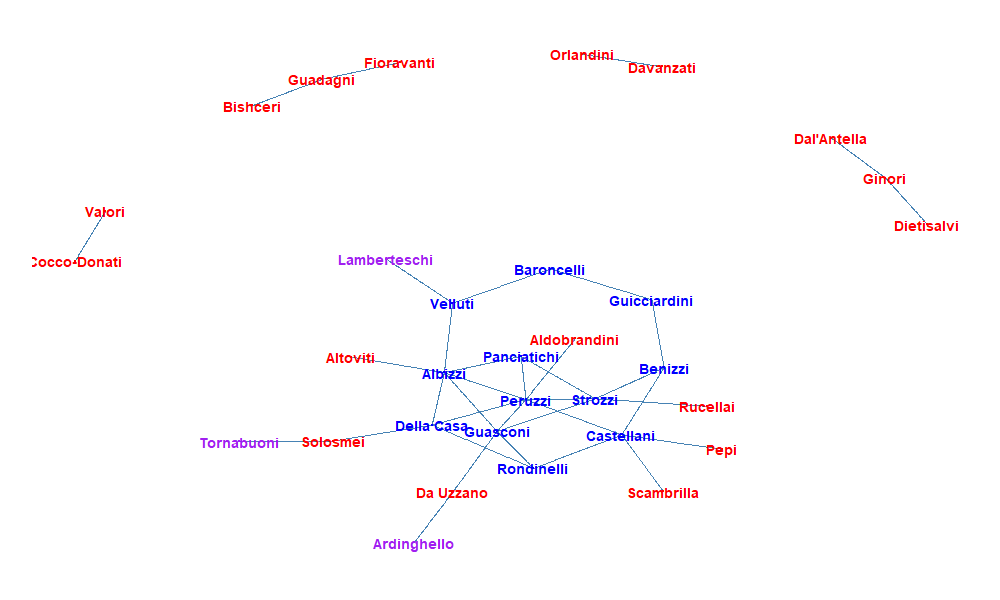 Orlandini
Fioravanti
Davanzati
Guadagni
Bishceri
Dal'Antella
Ginori
Valori
Dietisalvi
Cocco-Donati
Lamberteschi
Baroncelli
Guicciardini
Velluti
Aldobrandini
Panciatichi
Altoviti
Benizzi
Albizzi
Peruzzi
Strozzi
Rucellai
Della Casa
Guasconi
Castellani
Tornabuoni
Solosmei
Pepi
Rondinelli
Da Uzzano
Scambrilla
Ardinghello